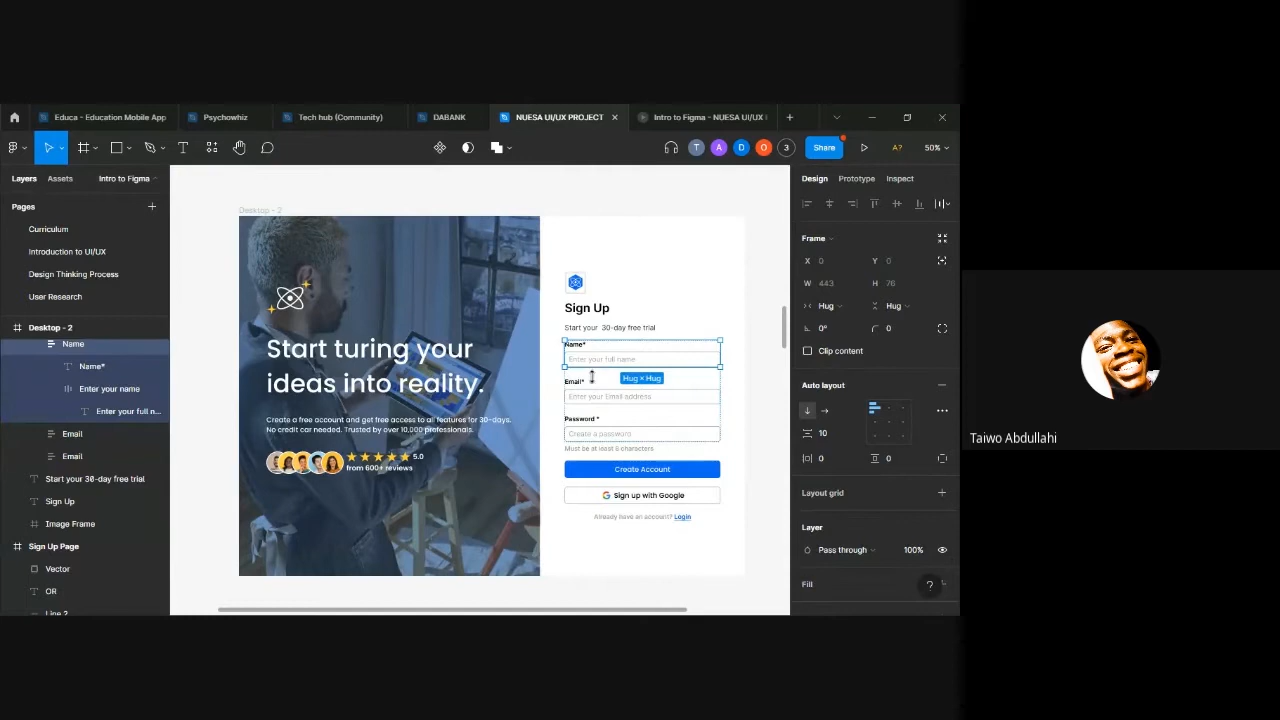 Educa - Education Mobile App
Psychowhiz
Tech hub (Community)
DABANK
NUESA UI/UX PROJECT
Intro to Figma - NUESA UI/UX
T A D O 3
Share
A?
50%
Layers Assets Intro to Figma
Pages
Curriculum
Introduction to UI/UX
Design Thinking Process
User Research
Desktop - 2
Name
Name*
Enter your name
Enter your full n...
Email
Email
Start your 30-day free trial
Sign Up
Image Frame
Sign Up Page
Vector
OR
Line 2
Desktop - 2
Start turing your
ideas into reality.
Create a free account and get free access to all features for 30-days.
No credit car needed. Trusted by over 10,000 professionals.
5.0
from 600+ reviews
Sign Up
Start your 30-day free trial
Name*
Enter your full name
Hug × Hug
Email*
Enter your Email address
Password *
Create a password
Must be at least 8 characters
Create Account
Sign up with Google
Already have an account? Login
Design Prototype Inspect
Frame
X 0 Y 0
W 443 H 76
Hug Hug
0° 0
Clip content
Auto layout
10
0 0
Layout grid
Layer
Pass through 100%
Fill
?
Taiwo Abdullahi